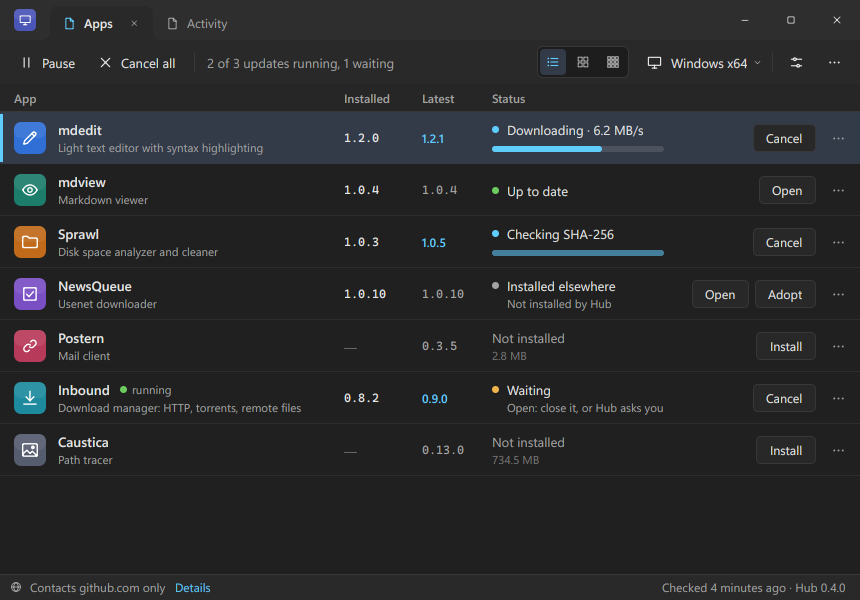 Apps
Activity
Pause
Cancel all
2 of 3 updates running, 1 waiting
Windows x64
App
Installed
Latest
Status
mdedit
Light text editor with syntax highlighting
1.2.0
1.2.1
Downloading · 6.2 MB/s
Cancel
mdview
Markdown viewer
1.0.4
1.0.4
Up to date
Open
Sprawl
Disk space analyzer and cleaner
1.0.3
1.0.5
Checking SHA-256
Cancel
NewsQueue
Usenet downloader
1.0.10
1.0.10
Installed elsewhere
Not installed by Hub
Open
Adopt
Postern
Mail client
—
0.3.5
Not installed
2.8 MB
Install
Inbound
running
Download manager: HTTP, torrents, remote files
0.8.2
0.9.0
Waiting
Open: close it, or Hub asks you
Cancel
Caustica
Path tracer
—
0.13.0
Not installed
734.5 MB
Install
Contacts github.com only
Details
Checked 4 minutes ago · Hub 0.4.0